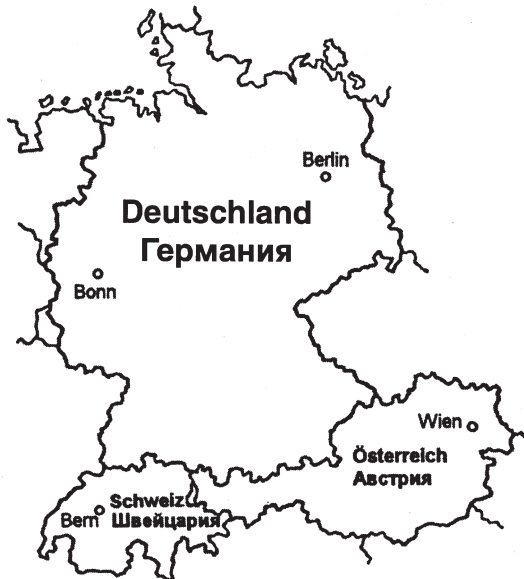 Berlin
Deutschland
Германия
Bonn
Wien
Österreich
Австрия
Schweiz
Bern
Швейцария